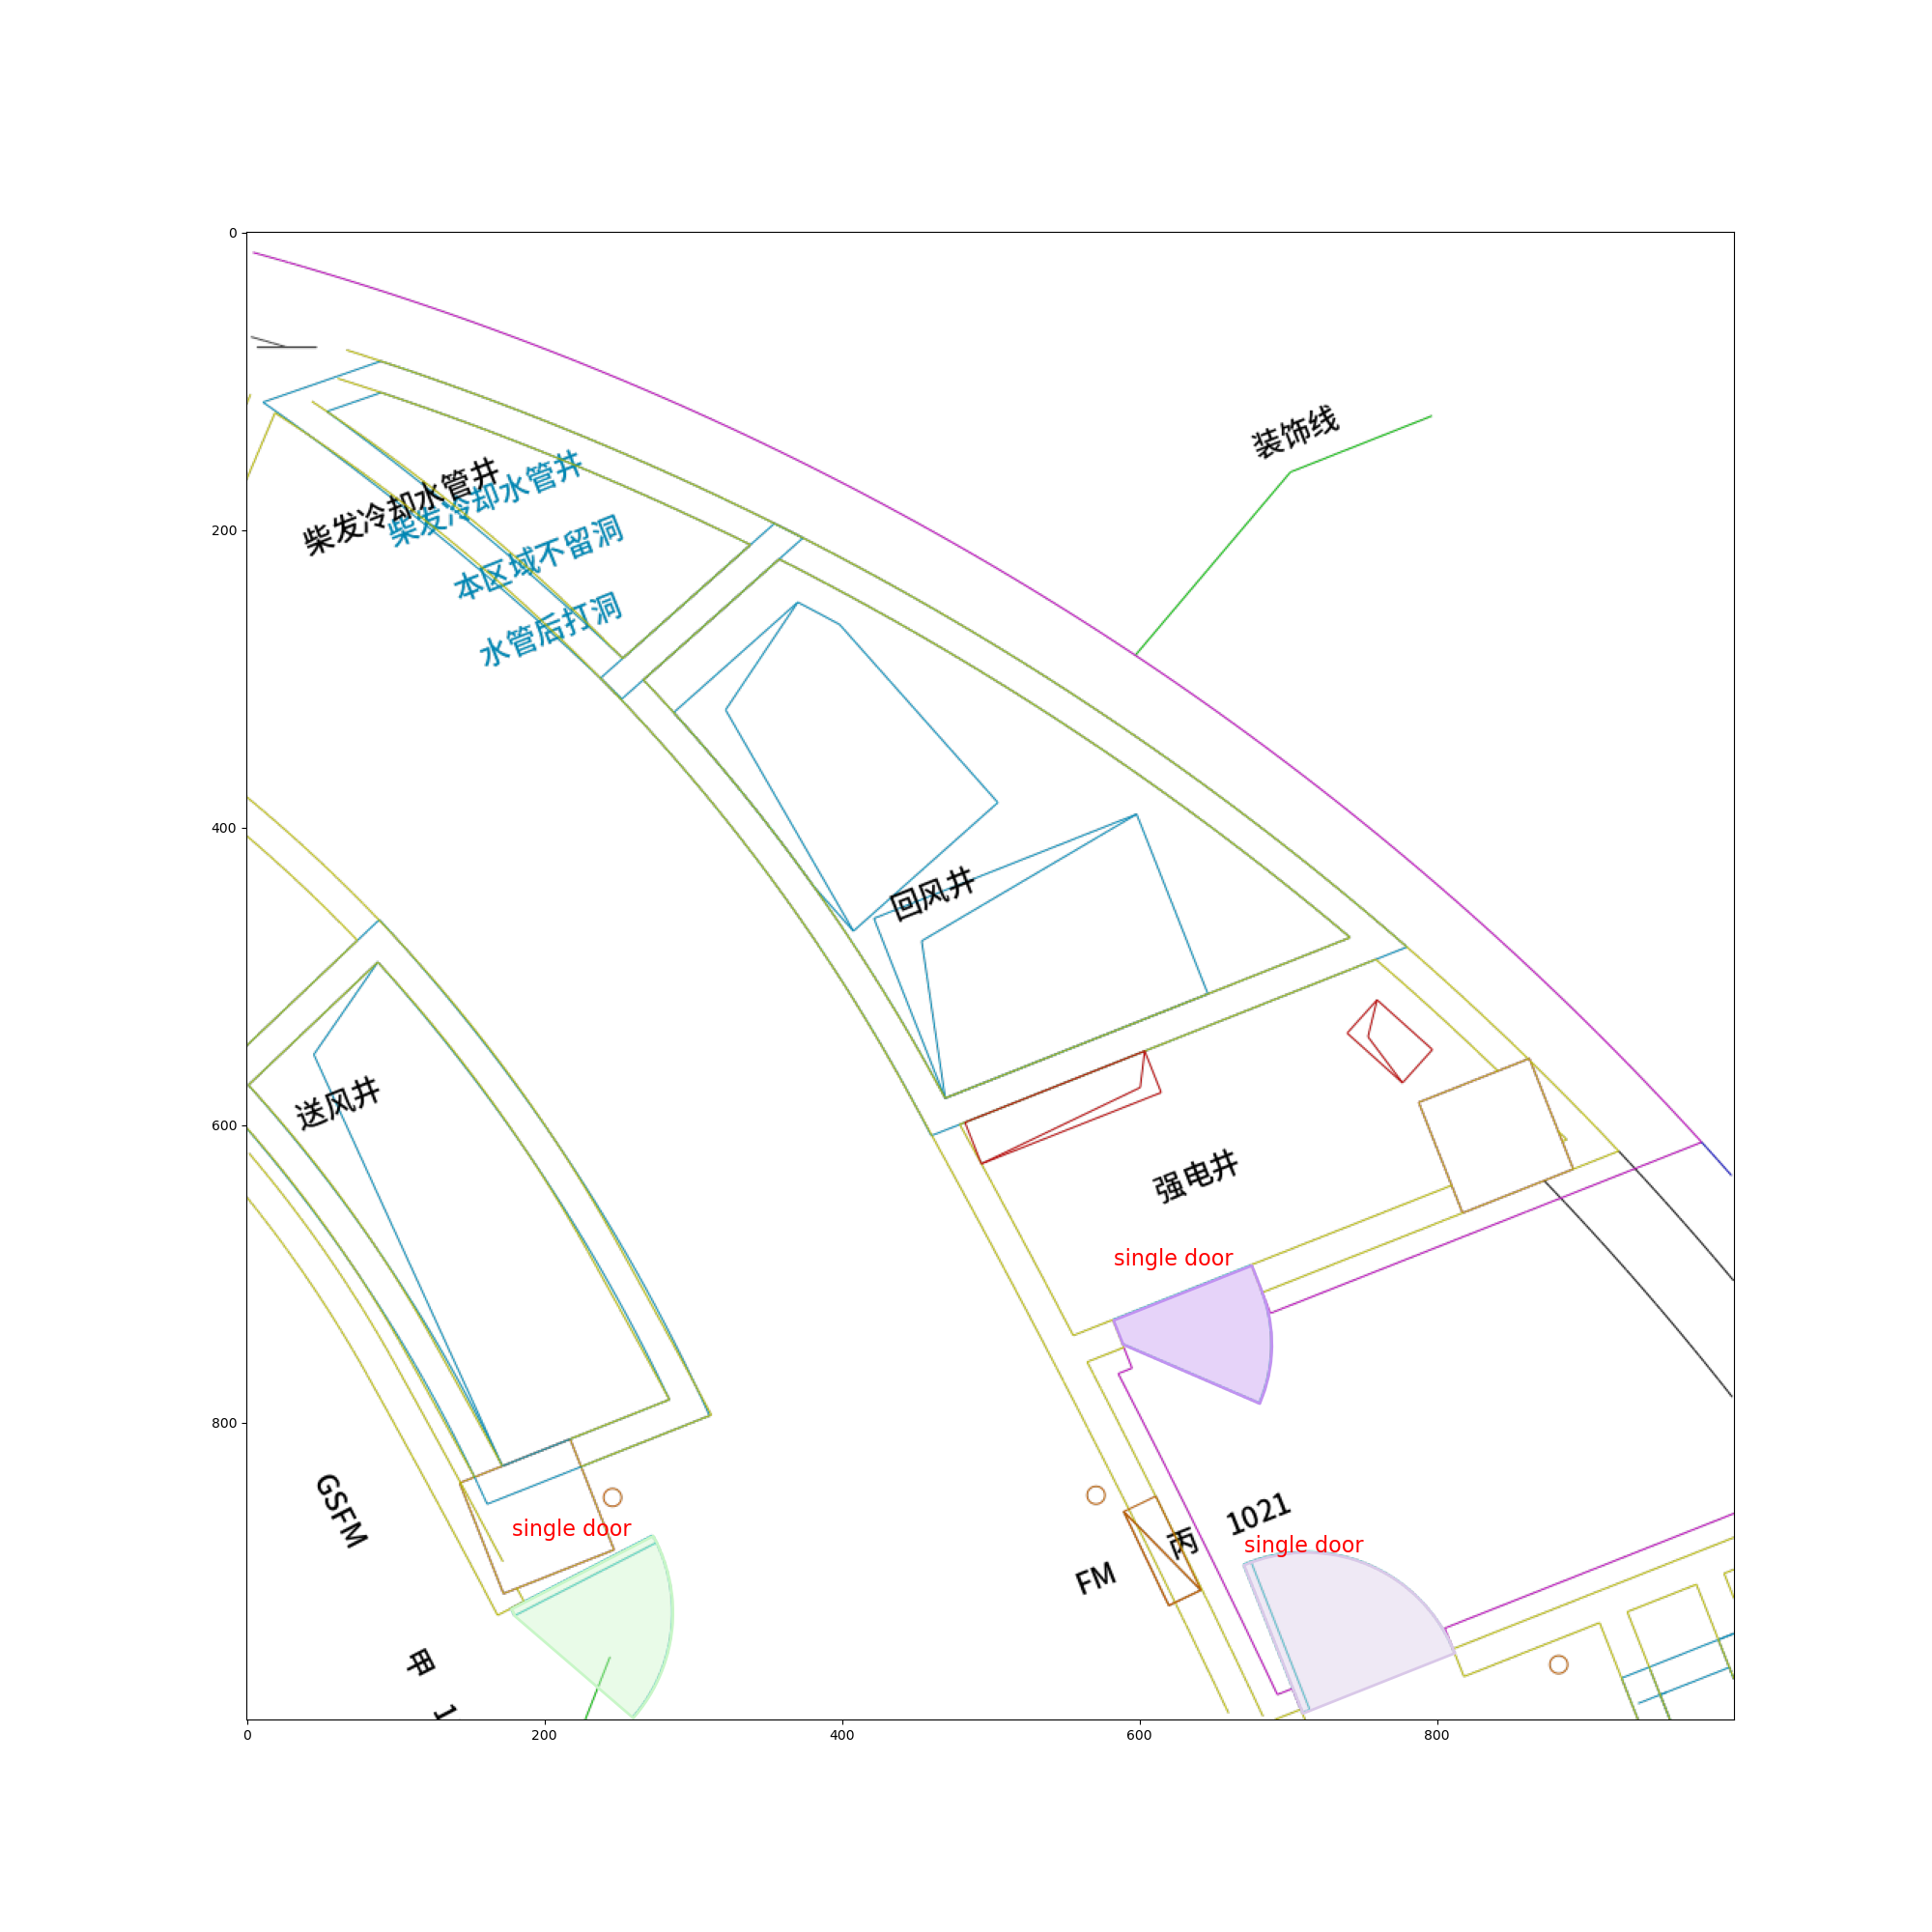 0
装饰线
柴发冷却水管井
柴发冷却水管井
200
本区域不留洞
水管后打洞
400
回风井
送风井
600
强电井
single door
800
GSFM
1021
single door
single door
丙
FM
甲
1
0
200
400
600
800